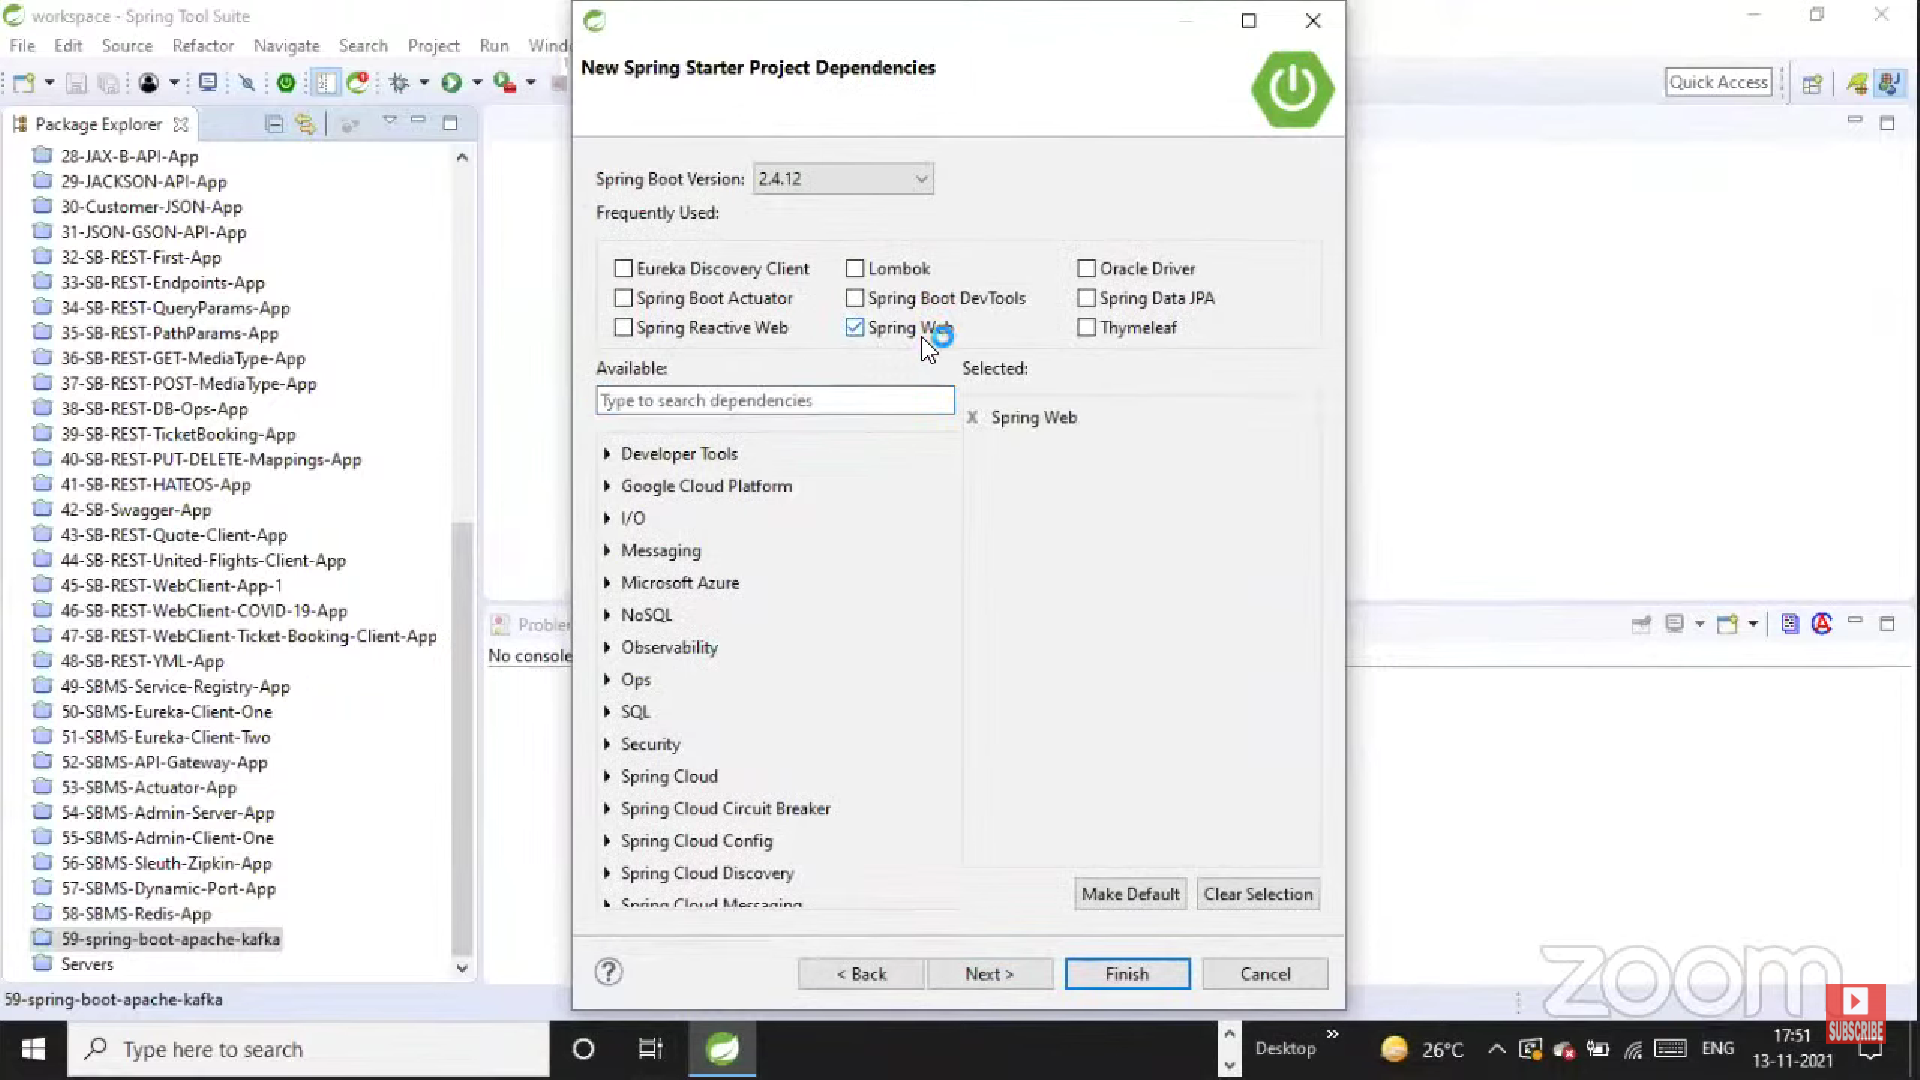 workspace - Spring Tool Suite
File Edit Source Refactor Navigate Search Project Run Windo
Quick Access
Package Explorer
28-JAX-B-API-App
29-JACKSON-API-App
30-Customer-JSON-App
31-JSON-GSON-API-App
32-SB-REST-First-App
33-SB-REST-Endpoints-App
34-SB-REST-QueryParams-App
35-SB-REST-PathParams-App
36-SB-REST-GET-MediaType-App
37-SB-REST-POST-MediaType-App
38-SB-REST-DB-Ops-App
39-SB-REST-TicketBooking-App
40-SB-REST-PUT-DELETE-Mappings-App
41-SB-REST-HATEOS-App
42-SB-Swagger-App
43-SB-REST-Quote-Client-App
44-SB-REST-United-Flights-Client-App
45-SB-REST-WebClient-App-1
46-SB-REST-WebClient-COVID-19-App
47-SB-REST-WebClient-Ticket-Booking-Client-App
48-SB-REST-YML-App
49-SBMS-Service-Registry-App
50-SBMS-Eureka-Client-One
51-SBMS-Eureka-Client-Two
52-SBMS-API-Gateway-App
53-SBMS-Actuator-App
54-SBMS-Admin-Server-App
55-SBMS-Admin-Client-One
56-SBMS-Sleuth-Zipkin-App
57-SBMS-Dynamic-Port-App
58-SBMS-Redis-App
59-spring-boot-apache-kafka
Servers
59-spring-boot-apache-kafka
Problem
No console
New Spring Starter Project Dependencies
Spring Boot Version: 2.4.12
Frequently Used:
Eureka Discovery Client Lombok Oracle Driver
Spring Boot Actuator Spring Boot DevTools Spring Data JPA
Spring Reactive Web Spring Web Thymeleaf
Available: Selected:
Type to search dependencies
X Spring Web
Developer Tools
Google Cloud Platform
I/O
Messaging
Microsoft Azure
NoSQL
Observability
Ops
SQL
Security
Spring Cloud
Spring Cloud Circuit Breaker
Spring Cloud Config
Spring Cloud Discovery
Spring Cloud Messaging
Make Default Clear Selection
? < Back Next > Finish Cancel
zoom
SUBSCRIBE
Type here to search
Desktop
26°C
ENG
17:51
13-11-2021